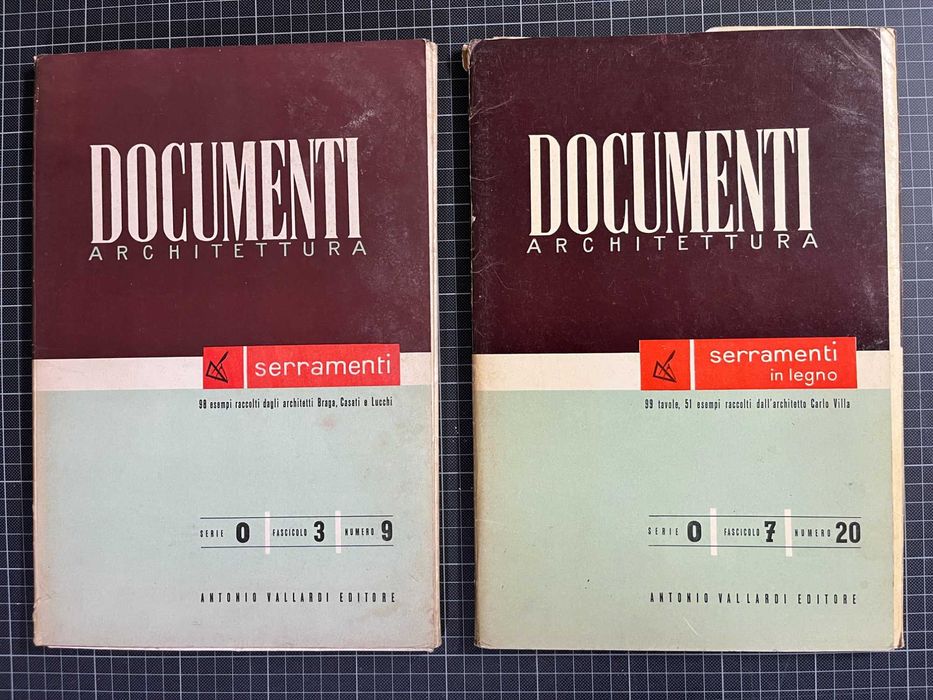 DOCUMENTI
ARCHITETTURA
serramenti
98 esempi raccolti dagli architetti Braga, Casati e Lucchi
SERIE 0 FASCICOLO 3 NUMERO 9
ANTONIO VALLARDI EDITORE
DOCUMENTI
ARCHITETTURA
serramenti
in legno
99 tavole, 51 esempi raccolti dall'architetto Carlo Villa
SERIE 0 FASCICOLO 7 NUMERO 20
ANTONIO VALLARDI EDITORE